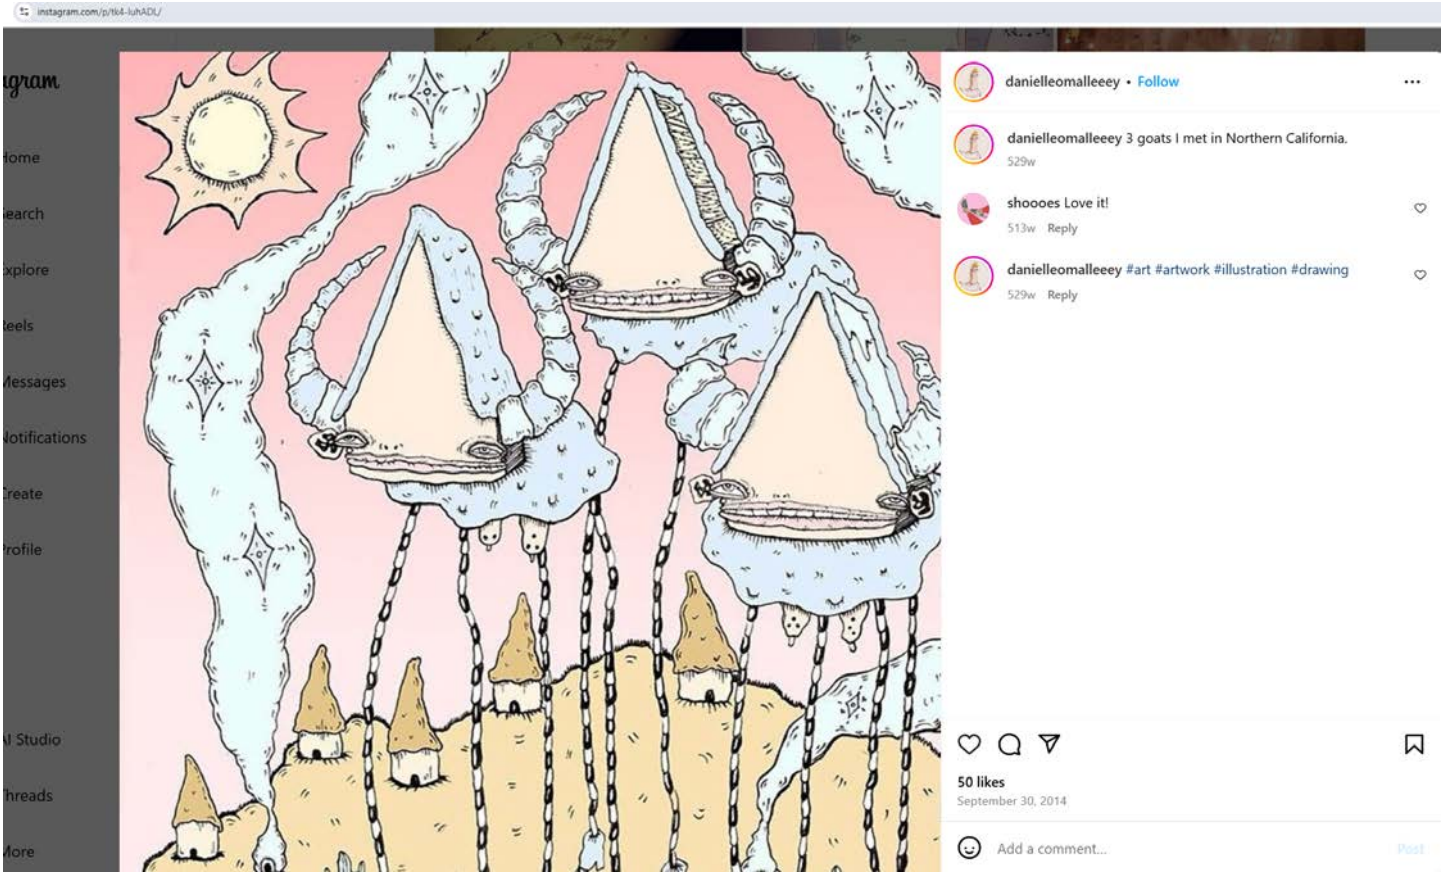 instagram.com/p/tk4-luhADL/
agram
Home
Search
Explore
Reels
Messages
Notifications
Create
Profile
AI Studio
Threads
More
danielleomalleeey • Follow
danielleomalleeey 3 goats I met in Northern California.
529w
shoooes Love it!
513w Reply
danielleomalleeey #art #artwork #illustration #drawing
529w Reply
50 likes
September 30, 2014
Add a comment...
Post